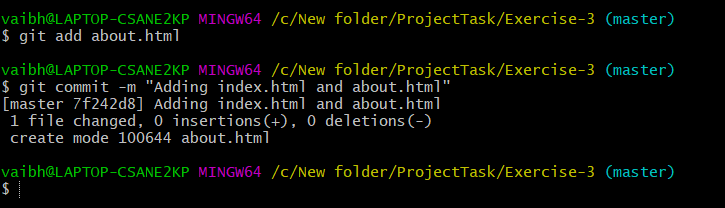 vaibh@LAPTOP-CSANE2KP MINGW64 /c/New folder/ProjectTask/Exercise-3 (master)
$ git add about.html
vaibh@LAPTOP-CSANE2KP MINGW64 /c/New folder/ProjectTask/Exercise-3 (master)
$ git commit -m "Adding index.html and about.html"
[master 7f242d8] Adding index.html and about.html
 1 file changed, 0 insertions(+), 0 deletions(-)
 create mode 100644 about.html
vaibh@LAPTOP-CSANE2KP MINGW64 /c/New folder/ProjectTask/Exercise-3 (master)
$